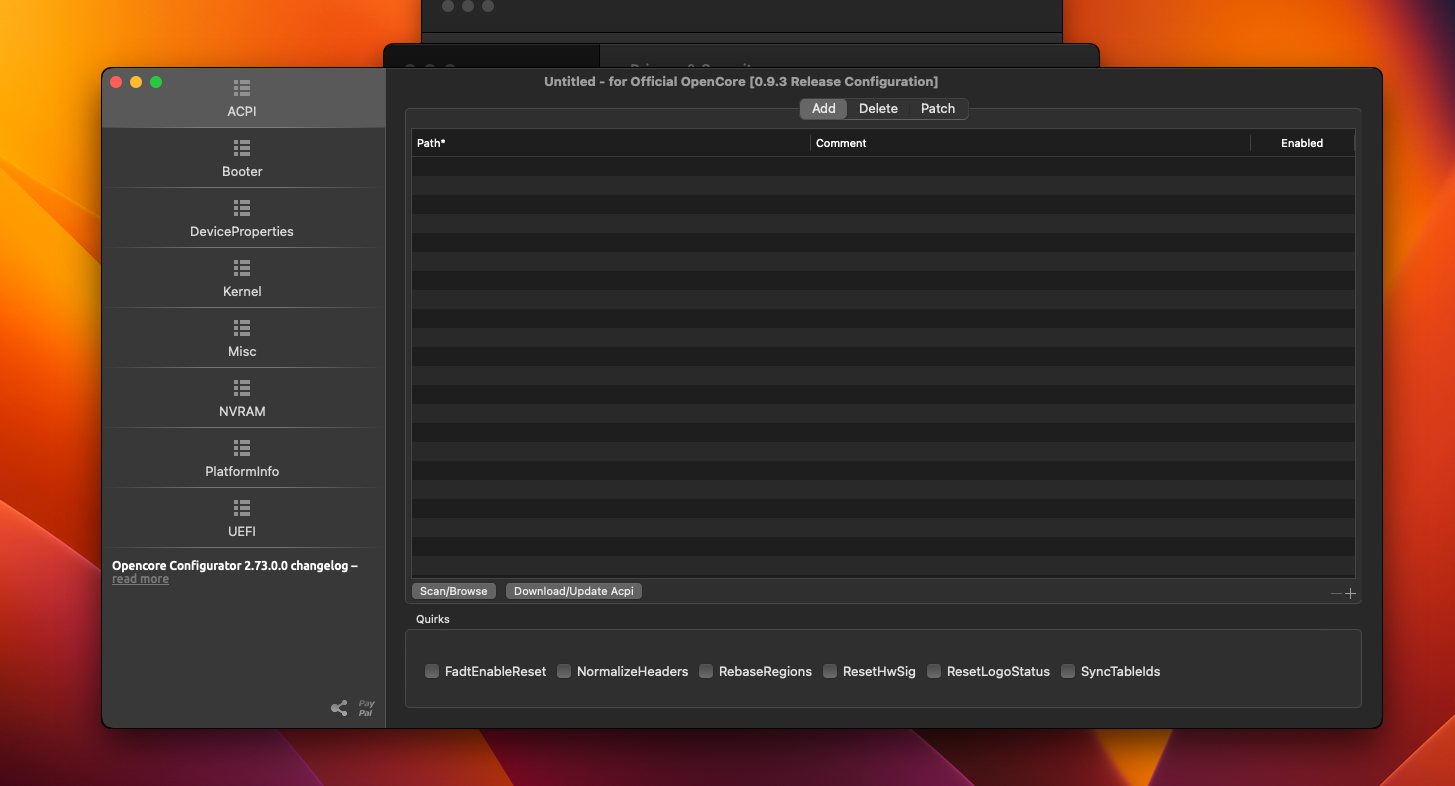 Untitled - for Official OpenCore [0.9.3 Release Configuration]
ACPI
Booter
DeviceProperties
Kernel
Misc
NVRAM
PlatformInfo
UEFI
Opencore Configurator 2.73.0.0 changelog –
read more
Pay
Pal
Add Delete Patch
Path* Comment Enabled
Scan/Browse Download/Update Acpi
Quirks
FadtEnableReset NormalizeHeaders RebaseRegions ResetHwSig ResetLogoStatus SyncTableIds